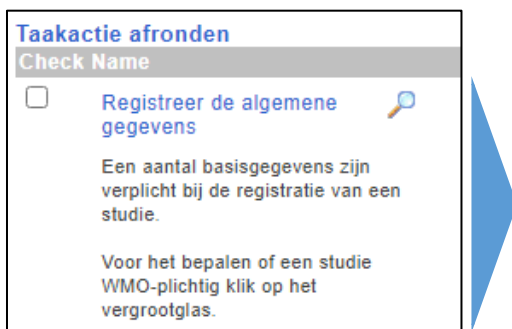 Taakactie afronden
Check Name
Registreer de algemene
gegevens
Een aantal basisgegevens zijn
verplicht bij de registratie van een
studie.
Voor het bepalen of een studie
WMO-plichtig klik op het
vergrootglas.